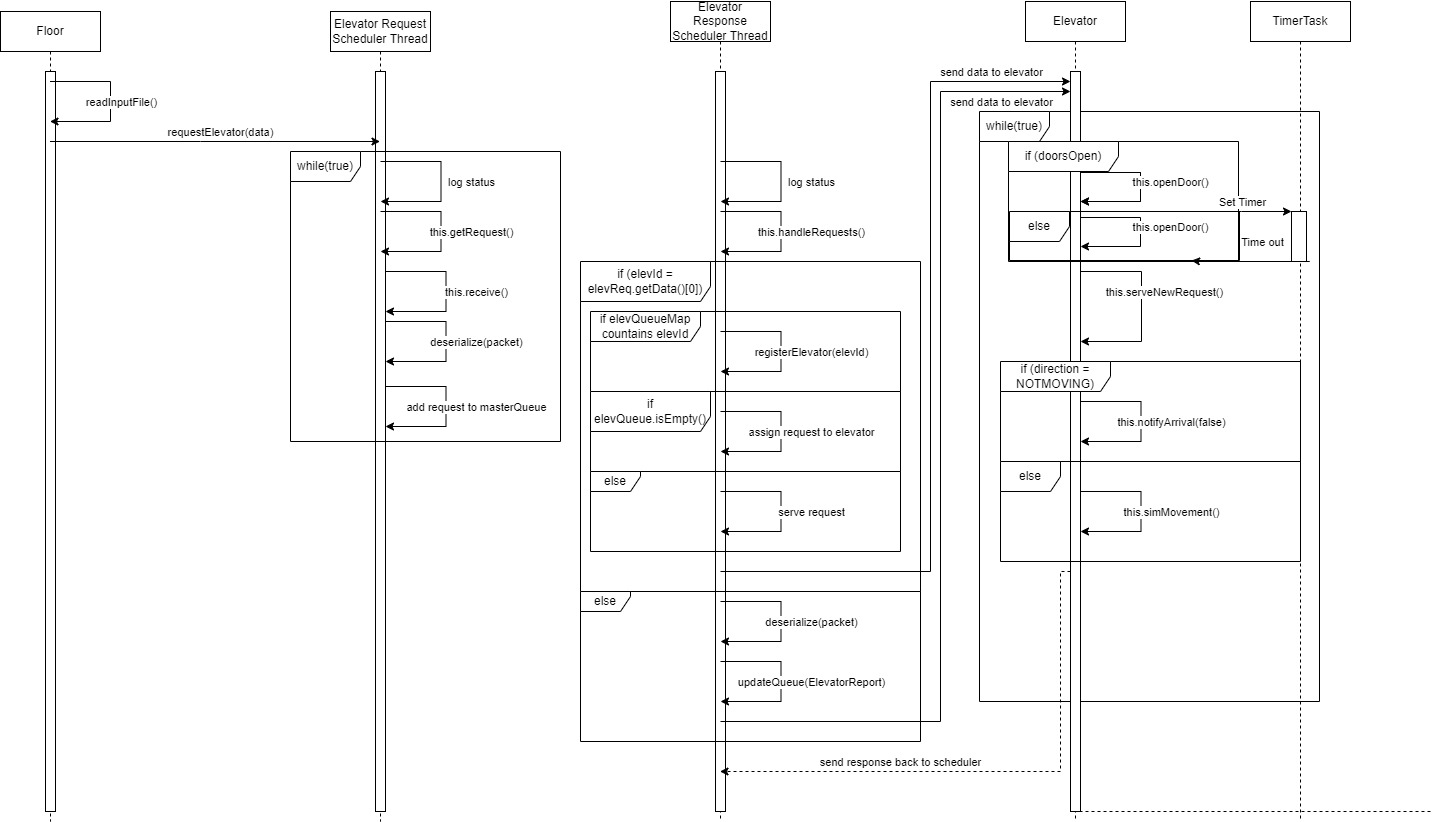 Floor
Elevator Request
Scheduler Thread
Elevator
Response
Scheduler Thread
Elevator
TimerTask
readInputFile()
requestElevator(data)
while(true)
log status
this.getRequest()
this.receive()
deserialize(packet)
add request to masterQueue
log status
this.handleRequests()
if (elevId =
elevReq.getData()[0])
if elevQueueMap
countains elevId
registerElevator(elevId)
if
elevQueue.isEmpty()
assign request to elevator
else
serve request
else
deserialize(packet)
updateQueue(ElevatorReport)
send data to elevator
send data to elevator
while(true)
if (doorsOpen)
this.openDoor()
Set Timer
else
this.openDoor()
Time out
this.serveNewRequest()
if (direction =
NOTMOVING)
this.notifyArrival(false)
else
this.simMovement()
send response back to scheduler